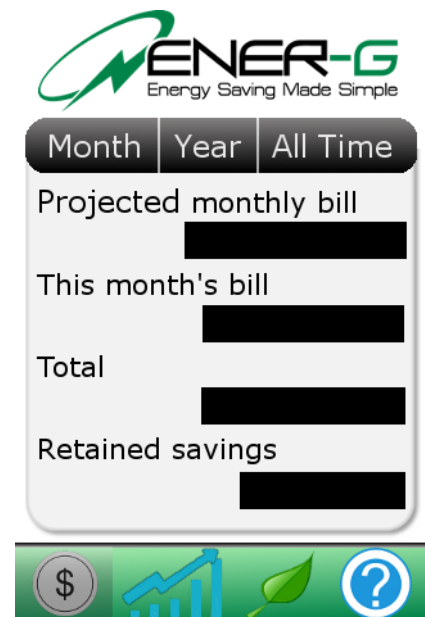 ENER-G
Energy Saving Made Simple
Month Year All Time
Projected monthly bill
This month's bill
Total
Retained savings
$ ?